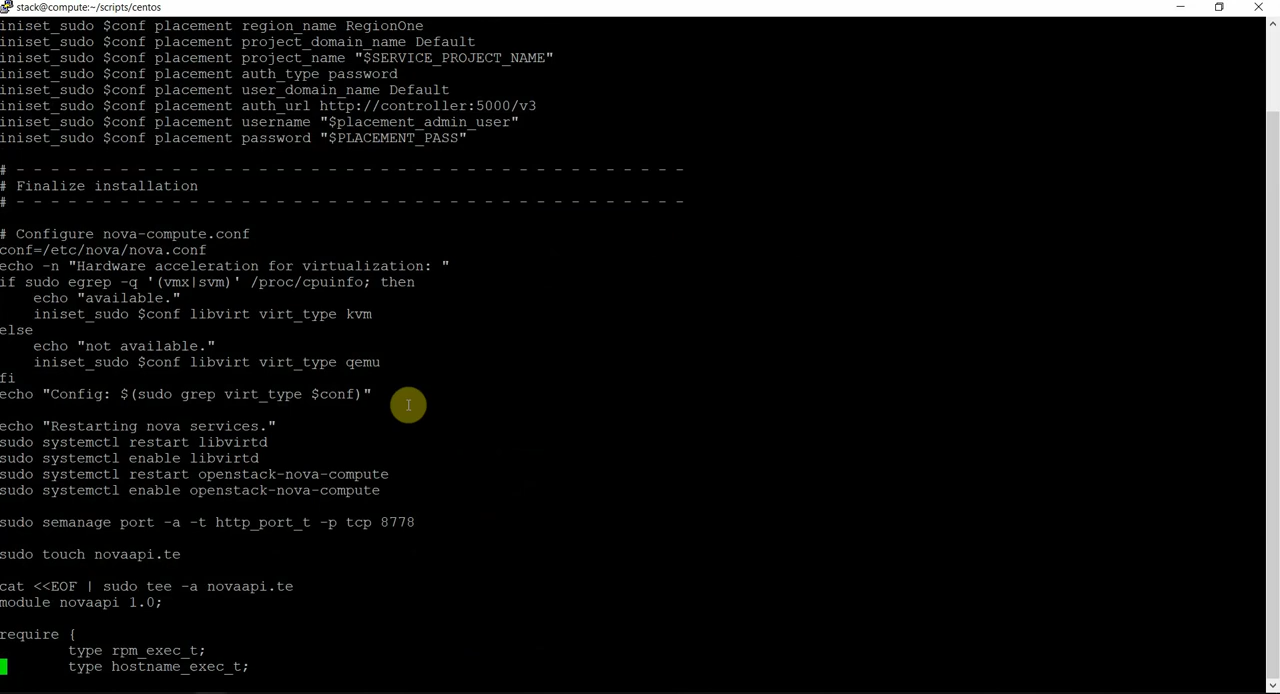 stack@compute:~/scripts/centos
iniset_sudo $conf placement region_name RegionOne
iniset_sudo $conf placement project_domain_name Default
iniset_sudo $conf placement project_name "$SERVICE_PROJECT_NAME"
iniset_sudo $conf placement auth_type password
iniset_sudo $conf placement user_domain_name Default
iniset_sudo $conf placement auth_url http://controller:5000/v3
iniset_sudo $conf placement username "$placement_admin_user"
iniset_sudo $conf placement password "$PLACEMENT_PASS"
# - - - - - - - - - - - - - - - - - - - - - - - - - - - - - - - - - - - - - - -
# Finalize installation
# - - - - - - - - - - - - - - - - - - - - - - - - - - - - - - - - - - - - - - -
# Configure nova-compute.conf
conf=/etc/nova/nova.conf
echo -n "Hardware acceleration for virtualization: "
if sudo egrep -q '(vmx|svm)' /proc/cpuinfo; then
    echo "available."
    iniset_sudo $conf libvirt virt_type kvm
else
    echo "not available."
    iniset_sudo $conf libvirt virt_type qemu
fi
echo "Config: $(sudo grep virt_type $conf)"
echo "Restarting nova services."
sudo systemctl restart libvirtd
sudo systemctl enable libvirtd
sudo systemctl restart openstack-nova-compute
sudo systemctl enable openstack-nova-compute
sudo semanage port -a -t http_port_t -p tcp 8778
sudo touch novaapi.te
cat <<EOF | sudo tee -a novaapi.te
module novaapi 1.0;
require {
        type rpm_exec_t;
        type hostname_exec_t;